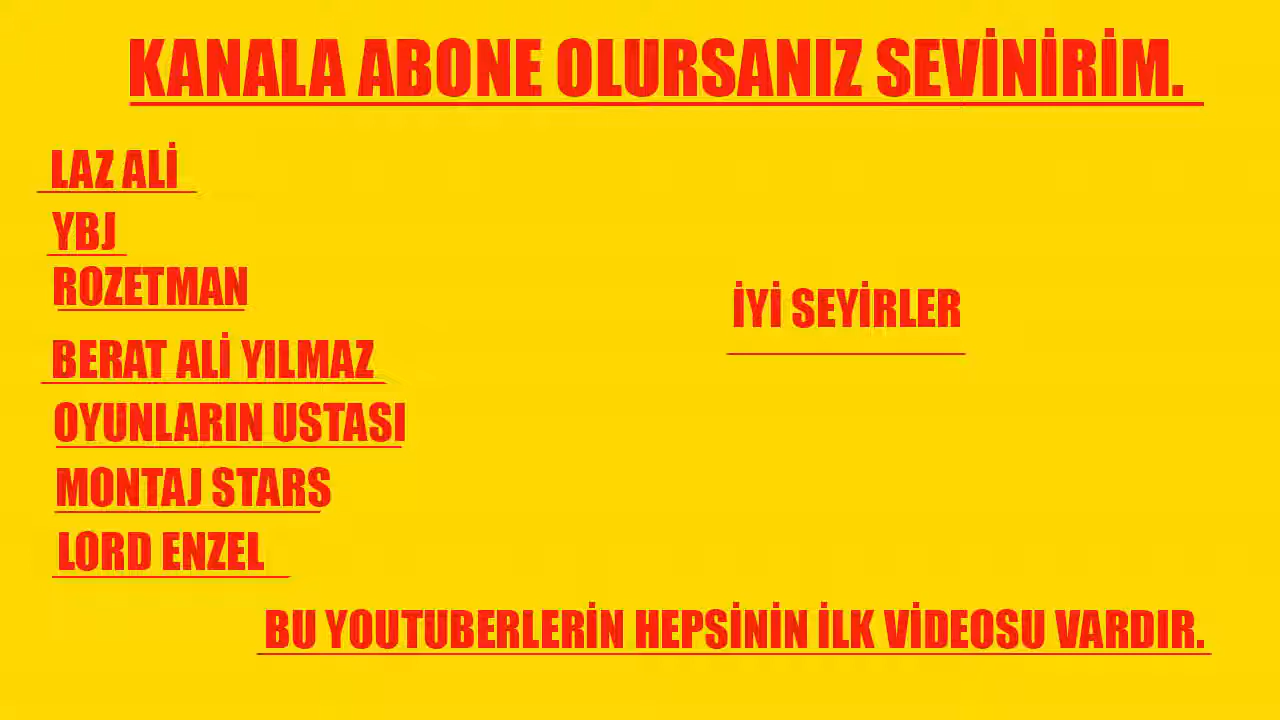 KANALA ABONE OLURSANIZ SEVİNİRİM.
LAZ ALİ
YBJ
ROZETMAN
İYİ SEYİRLER
BERAT ALİ YILMAZ
OYUNLARIN USTASI
MONTAJ STARS
LORD ENZEL
BU YOUTUBERLERİN HEPSİNİN İLK VİDEOSU VARDIR.